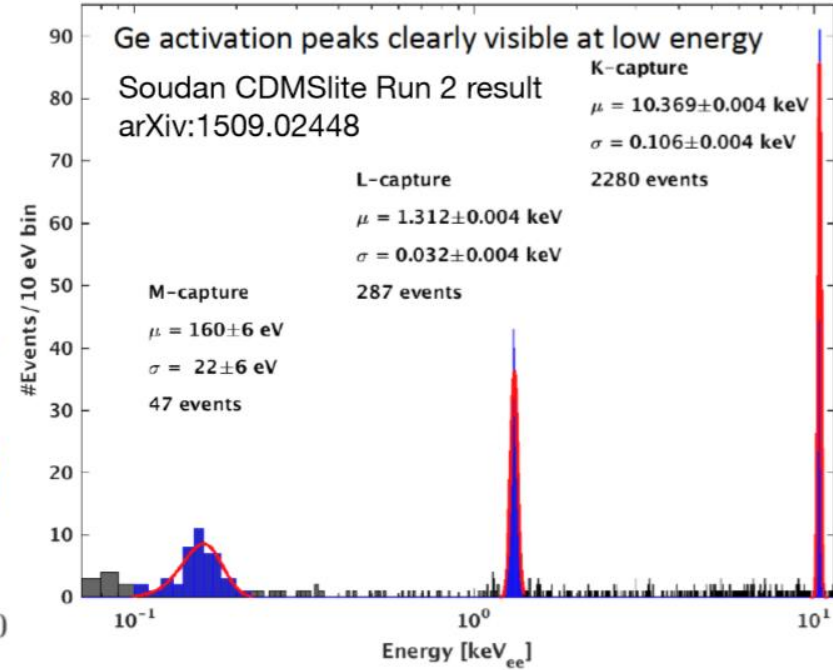 Ge activation peaks clearly visible at low energy
Soudan CDMSlite Run 2 result
arXiv:1509.02448
K-capture
μ = 10.369±0.004 keV
σ = 0.106±0.004 keV
2280 events
L-capture
μ = 1.312±0.004 keV
σ = 0.032±0.004 keV
287 events
M-capture
μ = 160±6 eV
σ = 22±6 eV
47 events
#Events/10 eV bin
90
80
70
60
50
40
30
20
10
0
)
10⁻¹
10⁰
10¹
Energy [keVₑₑ]